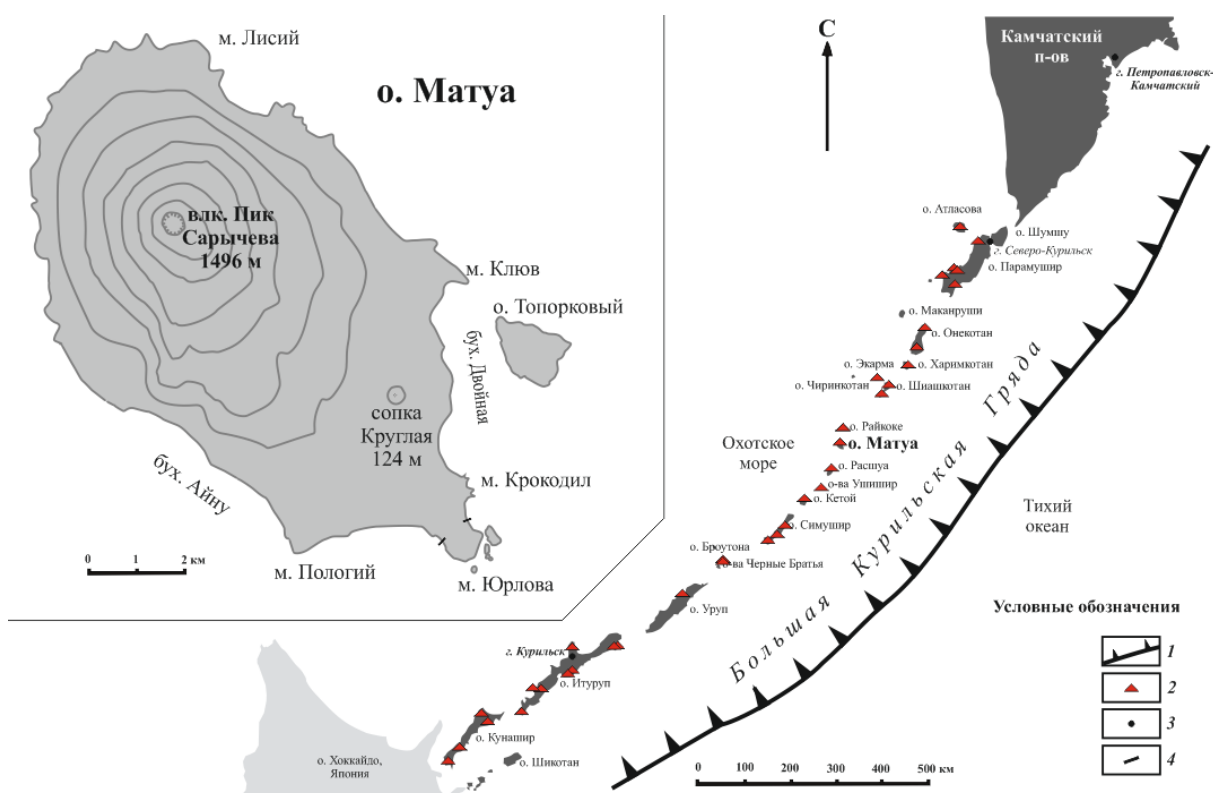 м. Лисий
о. Матуа
влк. Пик
Сарычева
1496 м
м. Клюв
о. Топорковый
бух. Двойная
сопка
Круглая
124 м
бух. Айну
м. Крокодил
0 1 2 км
м. Пологий
м. Юрлова
С
Камчатский
п-ов
г. Петропавловск-
Камчатский
о. Атласова
о. Шумшу
г. Северо-Курильск
о. Парамушир
о. Маканруши
о. Онекотан
о. Экарма
о. Харимкотан
о. Чиринкотан
о. Шиашкотан
о. Райкоке
Охотское
море
о. Матуа
о. Расшуа
о-ва Ушишир
о. Кетой
о. Симушир
о. Броутона
о-ва Черные Братья
о. Уруп
Большая Курильская Гряда
Тихий
океан
г. Курильск
о. Итуруп
о. Кунашир
о. Шикотан
о. Хоккайдо,
Япония
0 100 200 300 400 500 км
Условные обозначения
1
2
3
4